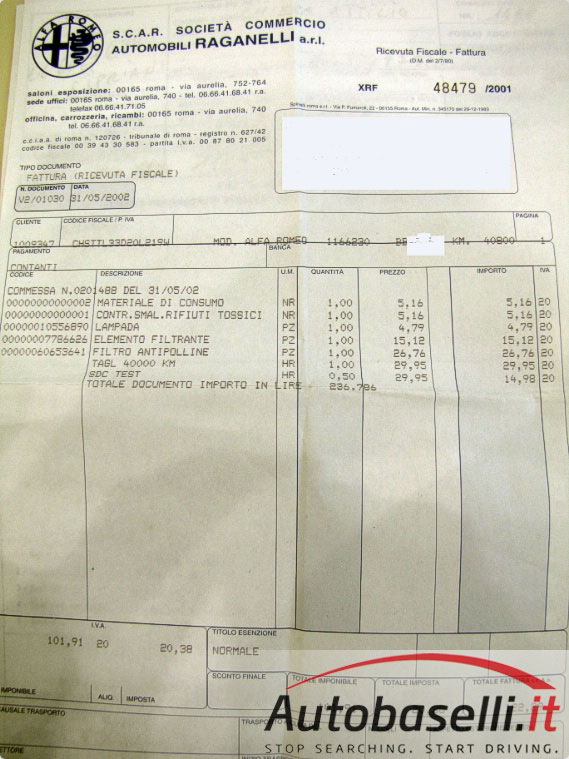 ALFA ROMEO
S.C.A.R. SOCIETÀ COMMERCIO
AUTOMOBILI RAGANELLI a.r.l.
Ricevuta Fiscale - Fattura
(D.M. del 2/7/80)
saloni esposizione: 00165 roma - via aurelia, 752-764
sede uffici: 00165 roma - via aurelia, 740 - tel. 06.66.41.68.41 r.a.
telefax 06.66.41.71.05
officina, carrozzeria, ricambi: 00165 roma - via aurelia, 740
tel. 06.66.41.68.41 r.a.
XRF 48479 /2001
c.c.i.a.a. di roma n. 120726 - tribunale di roma - registro n. 627/42
codice fiscale 00 39 43 30 583 - partita i.v.a. 00 87 80 21 005
TIPO DOCUMENTO
FATTURA (RICEVUTA FISCALE)
N. DOCUMENTO DATA
V2/01030 31/05/2002
CLIENTE CODICE FISCALE / P. IVA PAGINA
MOD. ALFA ROMEO 1166230 KM. 40800 1
PAGAMENTO BANCA
CONTANTI
CODICE DESCRIZIONE U.M. QUANTITÀ PREZZO IMPORTO IVA
COMMESSA N.0201488 DEL 31/05/02
00000000000002 MATERIALE DI CONSUMO NR 1,00 5,16 5,16 20
00000000000001 CONTR.SMAL.RIFIUTI TOSSICI NR 1,00 5,16 5,16 20
00000010556890 LAMPADA PZ 1,00 4,79 4,79 20
00000007786626 ELEMENTO FILTRANTE PZ 1,00 15,12 15,12 20
00000060653641 FILTRO ANTIPOLLINE PZ 1,00 26,76 26,76 20
TAGL 40000 KM HR 1,00 29,95 29,95 20
SDC TEST HR 0,50 29,95 14,98 20
TOTALE DOCUMENTO IMPORTO IN LIRE 236.786
I.V.A.
101,91 20 20,38
TITOLO ESENZIONE
NORMALE
SCONTO FINALE TOTALE IMPONIBILE TOTALE IMPOSTA TOTALE
IMPONIBILE ALIQ IMPOSTA
CAUSALE TRASPORTO
Autobaselli.it
STOP SEARCHING. START DRIVING.